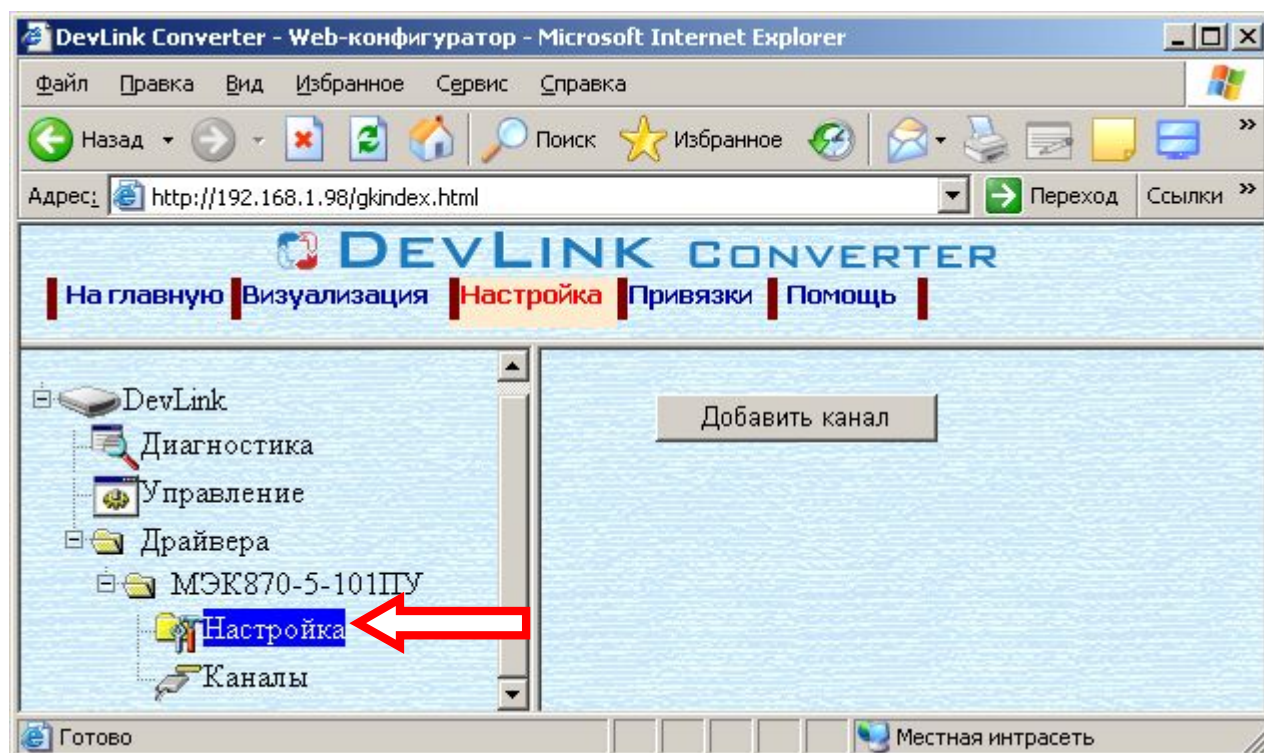 DevLink Converter - Web-конфигуратор - Microsoft Internet Explorer
Файл Правка Вид Избранное Сервис Справка
Назад Поиск Избранное »
Адрес: http://192.168.1.98/gkindex.html Переход Ссылки »
DEVLINK CONVERTER
На главную Визуализация Настройка Привязки Помощь
DevLink
Диагностика
Управление
Драйвера
МЭК870-5-101ПУ
Настройка
Каналы
Добавить канал
Готово Местная интрасеть